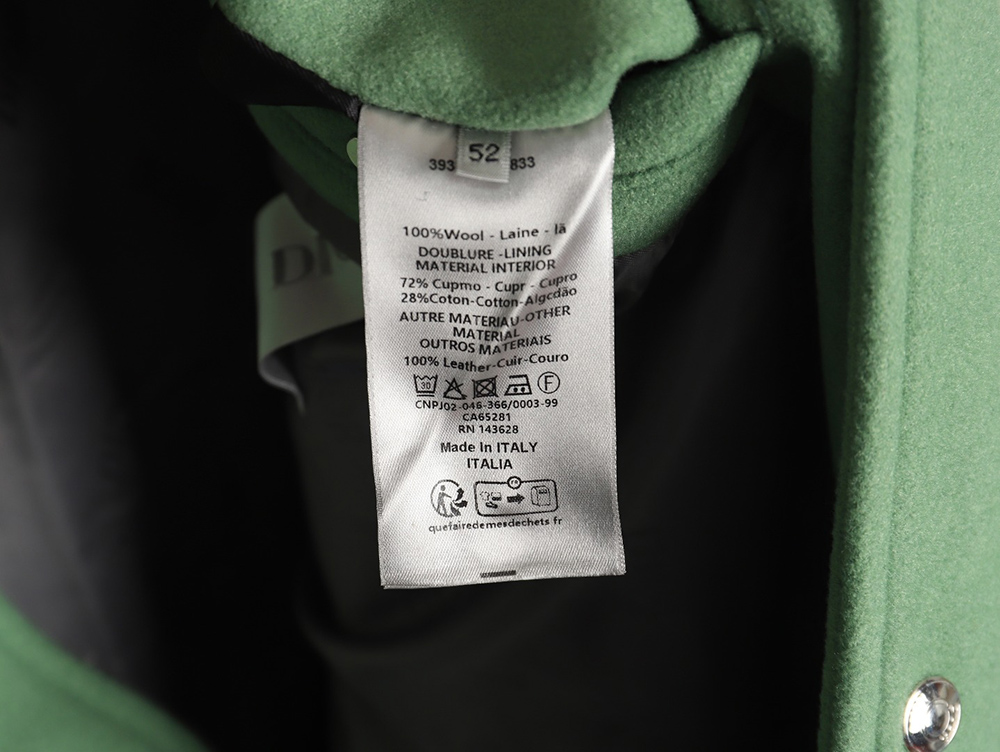 52
393 833
100%Wool - Laine - lã
DOUBLURE -LINING
MATERIAL INTERIOR
72% Cupmo - Cupr - Cupro
28%Coton-Cotton-Algcdão
AUTRE MATERIAU-OTHER
MATERIAL
OUTROS MATERIAIS
100% Leather-Cuir-Couro
30 F
CNPJ02-046-366/0003-99
CA65281
RN 143628
Made In ITALY
ITALIA
quefairedemesdechets fr